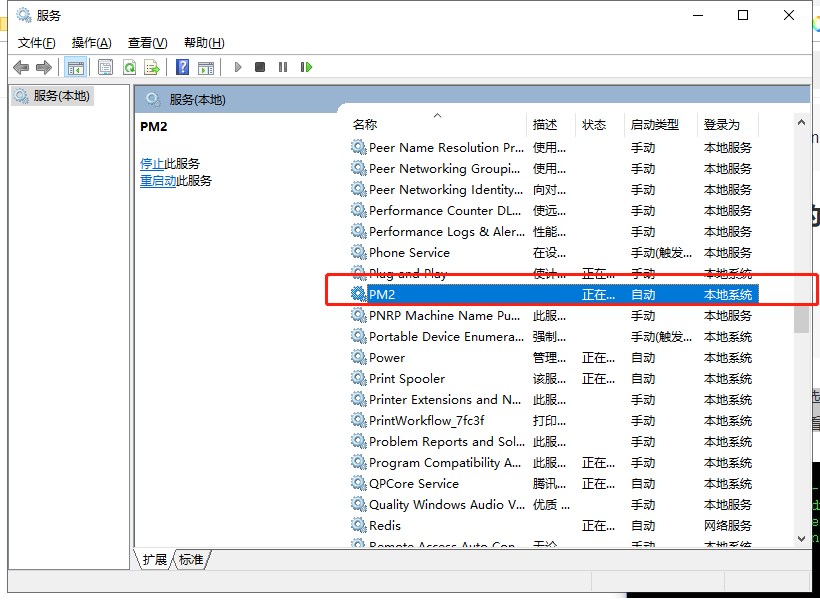 服务
文件(F) 操作(A) 查看(V) 帮助(H)
服务(本地)
服务(本地)
PM2
停止此服务
重启动此服务
名称 描述 状态 启动类型 登录为
Peer Name Resolution Pr... 使用... 手动 本地服务
Peer Networking Groupi... 使用... 手动 本地服务
Peer Networking Identity... 向对... 手动 本地服务
Performance Counter DL... 使远... 手动 本地服务
Performance Logs & Aler... 性能... 手动 本地服务
Phone Service 在设... 手动(触发... 本地服务
Plug and Play 使计... 正在... 手动 本地系统
PM2 正在... 自动 本地系统
PNRP Machine Name Pu... 此服... 手动 本地服务
Portable Device Enumera... 强制... 手动(触发... 本地系统
Power 管理... 正在... 自动 本地系统
Print Spooler 该服... 正在... 自动 本地系统
Printer Extensions and N... 此服... 手动 本地系统
PrintWorkflow_7fc3f 打印... 手动 本地系统
Problem Reports and Sol... 此服... 手动 本地系统
Program Compatibility A... 此服... 正在... 手动 本地系统
QPCore Service 腾讯... 正在... 自动 本地系统
Quality Windows Audio V... 优质 ... 手动 本地服务
Redis 正在... 自动 网络服务
Remote Access Auto Con... 无论... 手动 本地系统
扩展 标准